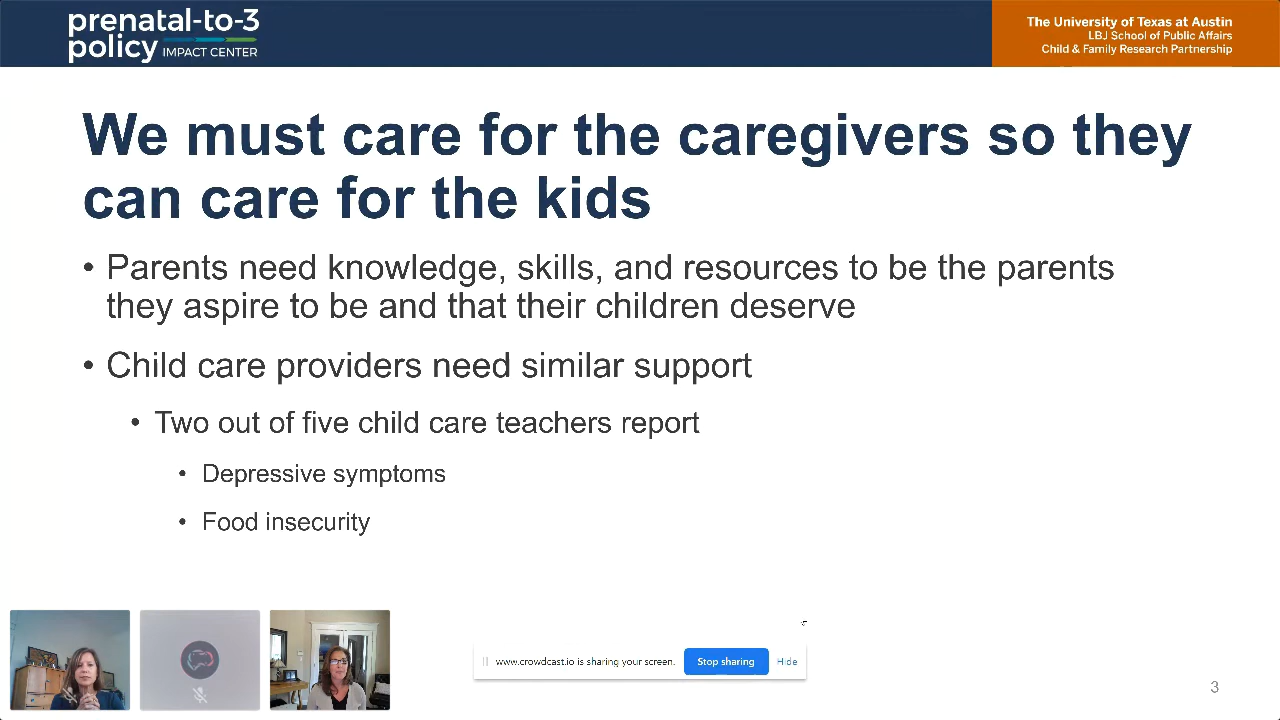 prenatal-to-3
policy IMPACT CENTER
The University of Texas at Austin
LBJ School of Public Affairs
Child & Family Research Partnership
We must care for the caregivers so they
can care for the kids
• Parents need knowledge, skills, and resources to be the parents
they aspire to be and that their children deserve
• Child care providers need similar support
• Two out of five child care teachers report
• Depressive symptoms
• Food insecurity
www.crowdcast.io is sharing your screen.
Stop sharing
Hide
3